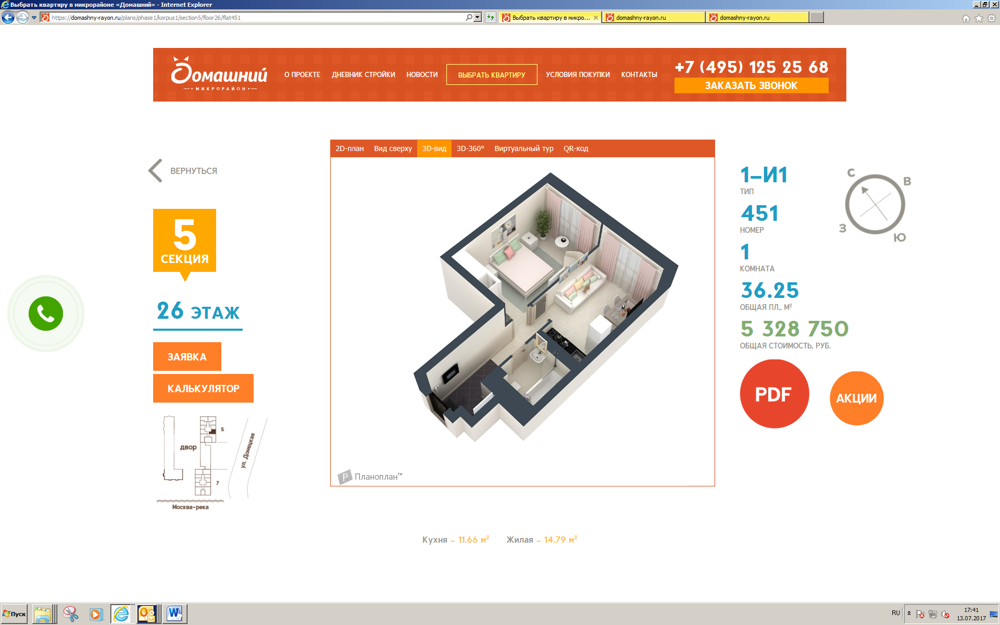 Выбрать квартиру в микрорайоне «Домашний» - Internet Explorer
https://domashny-rayon.ru/plans/phase1/korpus1/section5/floor26/flat451
Выбрать квартиру в микро...
domashny-rayon.ru
domashny-rayon.ru
Домашний
МИКРОРАЙОН
О ПРОЕКТЕ
ДНЕВНИК СТРОЙКИ
НОВОСТИ
ВЫБРАТЬ КВАРТИРУ
УСЛОВИЯ ПОКУПКИ
КОНТАКТЫ
+7 (495) 125 25 68
ЗАКАЗАТЬ ЗВОНОК
2D-план
Вид сверху
3D-вид
3D-360°
Виртуальный тур
QR-код
ВЕРНУТЬСЯ
5
СЕКЦИЯ
26 ЭТАЖ
ЗАЯВКА
КАЛЬКУЛЯТОР
5
двор
ул. Донецкая
7
Москва-река
Планоплан™
1-И1
ТИП
451
НОМЕР
1
КОМНАТА
36.25
ОБЩАЯ ПЛ., М²
5 328 750
ОБЩАЯ СТОИМОСТЬ, РУБ.
PDF
АКЦИИ
С
В
З
Ю
Кухня – 11.66 м²
Жилая – 14.79 м²
Пуск
RU
17:41
13.07.2017